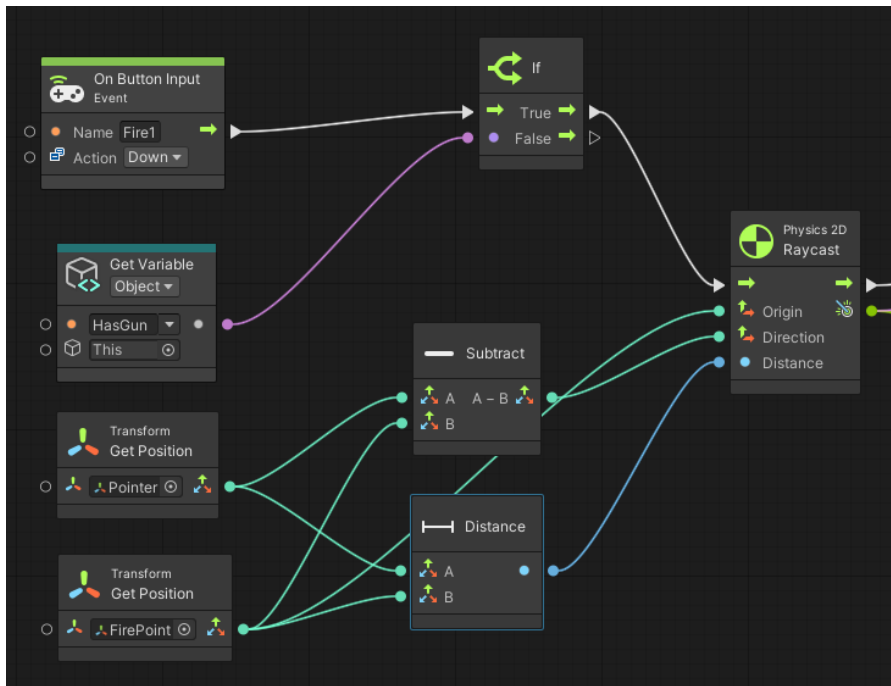 On Button Input
Event
Name Fire1
Action Down
If
True
False
Get Variable
Object
HasGun
This
Physics 2D
Raycast
Origin
Direction
Distance
Subtract
A A – B
B
Transform
Get Position
Pointer
Distance
A
B
Transform
Get Position
FirePoint